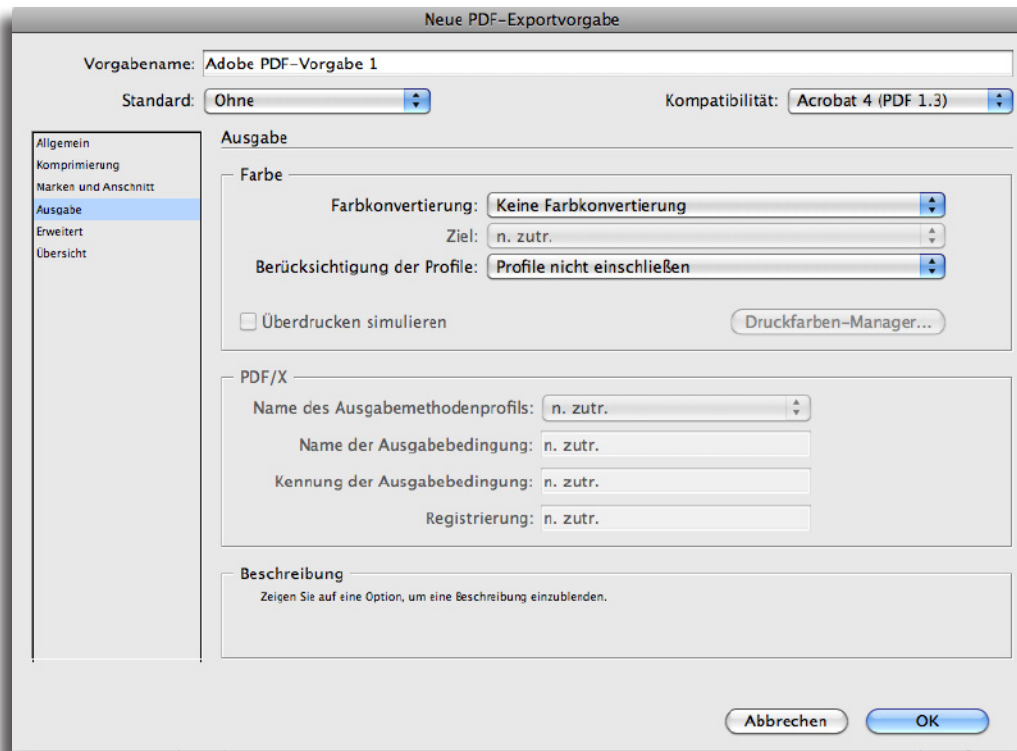 Neue PDF-Exportvorgabe
Vorgabename: Adobe PDF-Vorgabe 1
Standard: Ohne Kompatibilität: Acrobat 4 (PDF 1.3)
Allgemein
Komprimierung
Marken und Anschnitt
Ausgabe
Erweitert
Übersicht
Ausgabe
Farbe
Farbkonvertierung: Keine Farbkonvertierung
Ziel: n. zutr.
Berücksichtigung der Profile: Profile nicht einschließen
Überdrucken simulieren Druckfarben-Manager...
PDF/X
Name des Ausgabemethodenprofils: n. zutr.
Name der Ausgabebedingung: n. zutr.
Kennung der Ausgabebedingung: n. zutr.
Registrierung: n. zutr.
Beschreibung
Zeigen Sie auf eine Option, um eine Beschreibung einzublenden.
Abbrechen OK